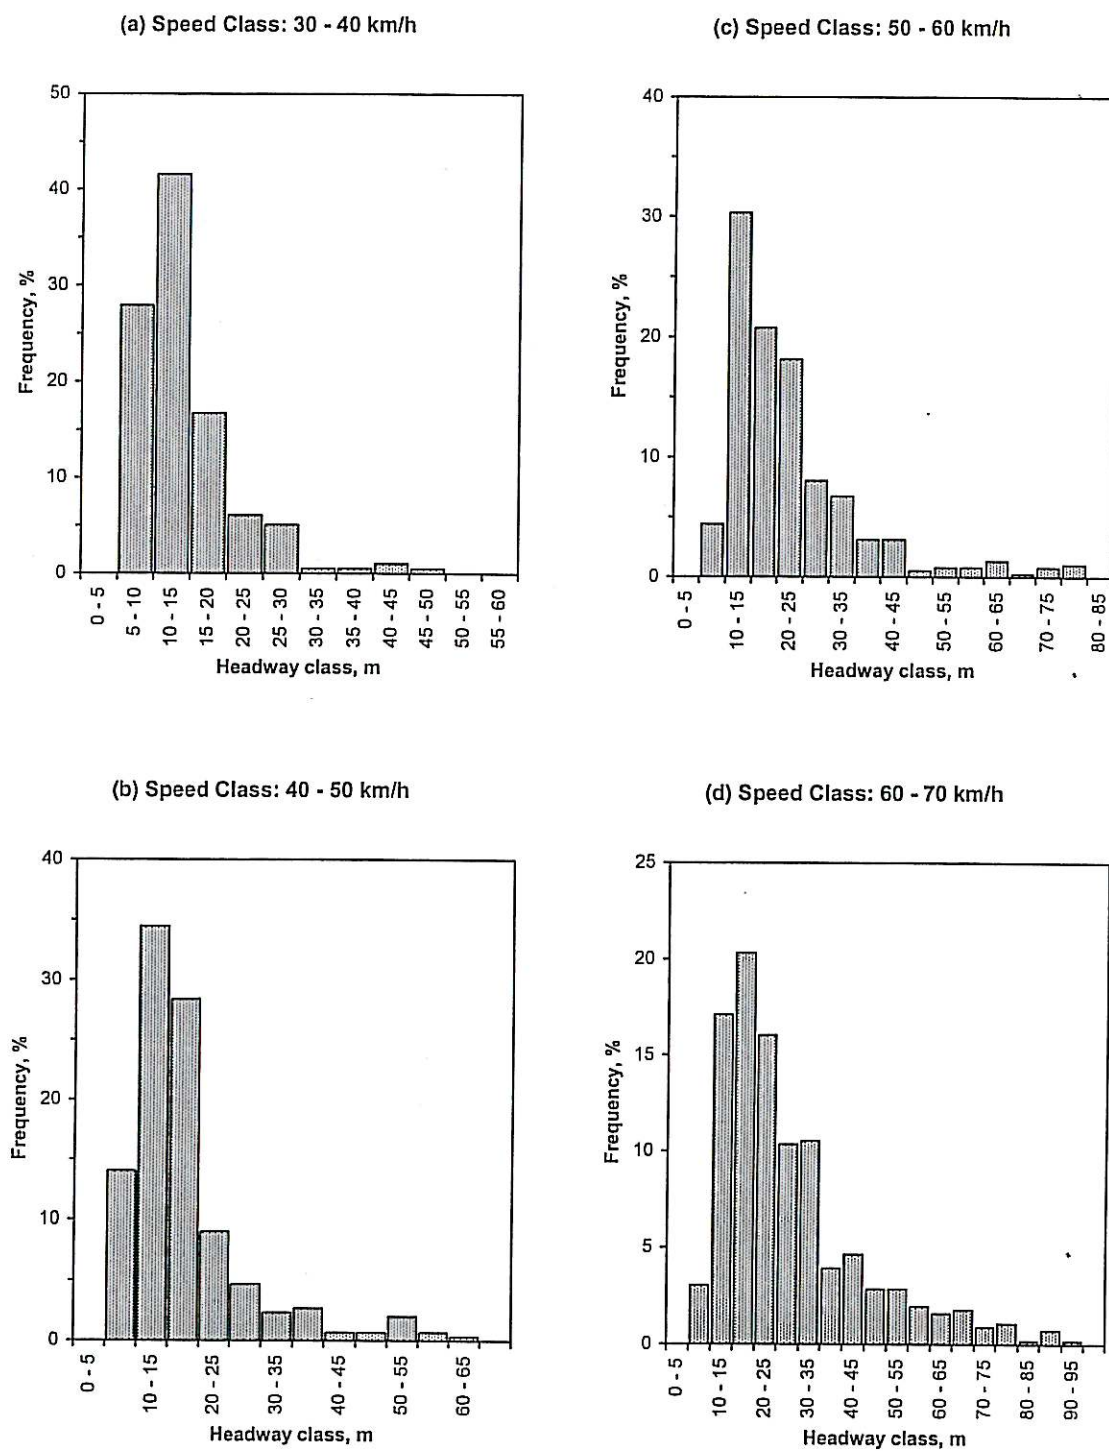 (a) Speed Class: 30 - 40 km/h
50
40
30
20
10
0
Frequency, %
0 - 5
5 - 10
10 - 15
15 - 20
20 - 25
25 - 30
30 - 35
35 - 40
40 - 45
45 - 50
50 - 55
55 - 60
Headway class, m
(c) Speed Class: 50 - 60 km/h
40
30
20
10
0
Frequency, %
0 - 5
10 - 15
20 - 25
30 - 35
40 - 45
50 - 55
60 - 65
70 - 75
80 - 85
Headway class, m
(b) Speed Class: 40 - 50 km/h
40
30
20
10
0
Frequency, %
0 - 5
10 - 15
20 - 25
30 - 35
40 - 45
50 - 55
60 - 65
Headway class, m
(d) Speed Class: 60 - 70 km/h
25
20
15
10
5
0
Frequency, %
0 - 5
10 - 15
20 - 25
30 - 35
40 - 45
50 - 55
60 - 65
70 - 75
80 - 85
90 - 95
Headway class, m